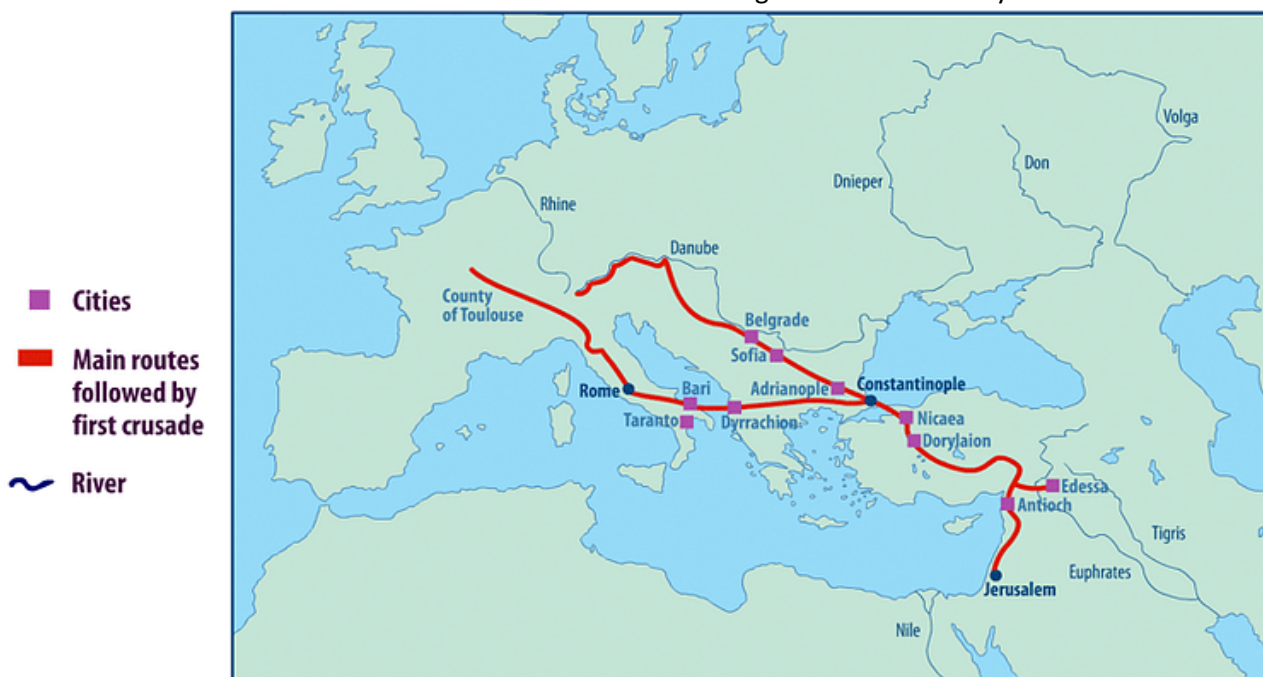 Cities
Main routes
followed by
first crusade
River
Volga
Don
Dnieper
Rhine
Danube
County
of Toulouse
Belgrade
Sofia
Adrianople
Constantinople
Rome
Bari
Taranto
Dyrrachion
Nicaea
Dorylaion
Edessa
Antioch
Tigris
Euphrates
Jerusalem
Nile